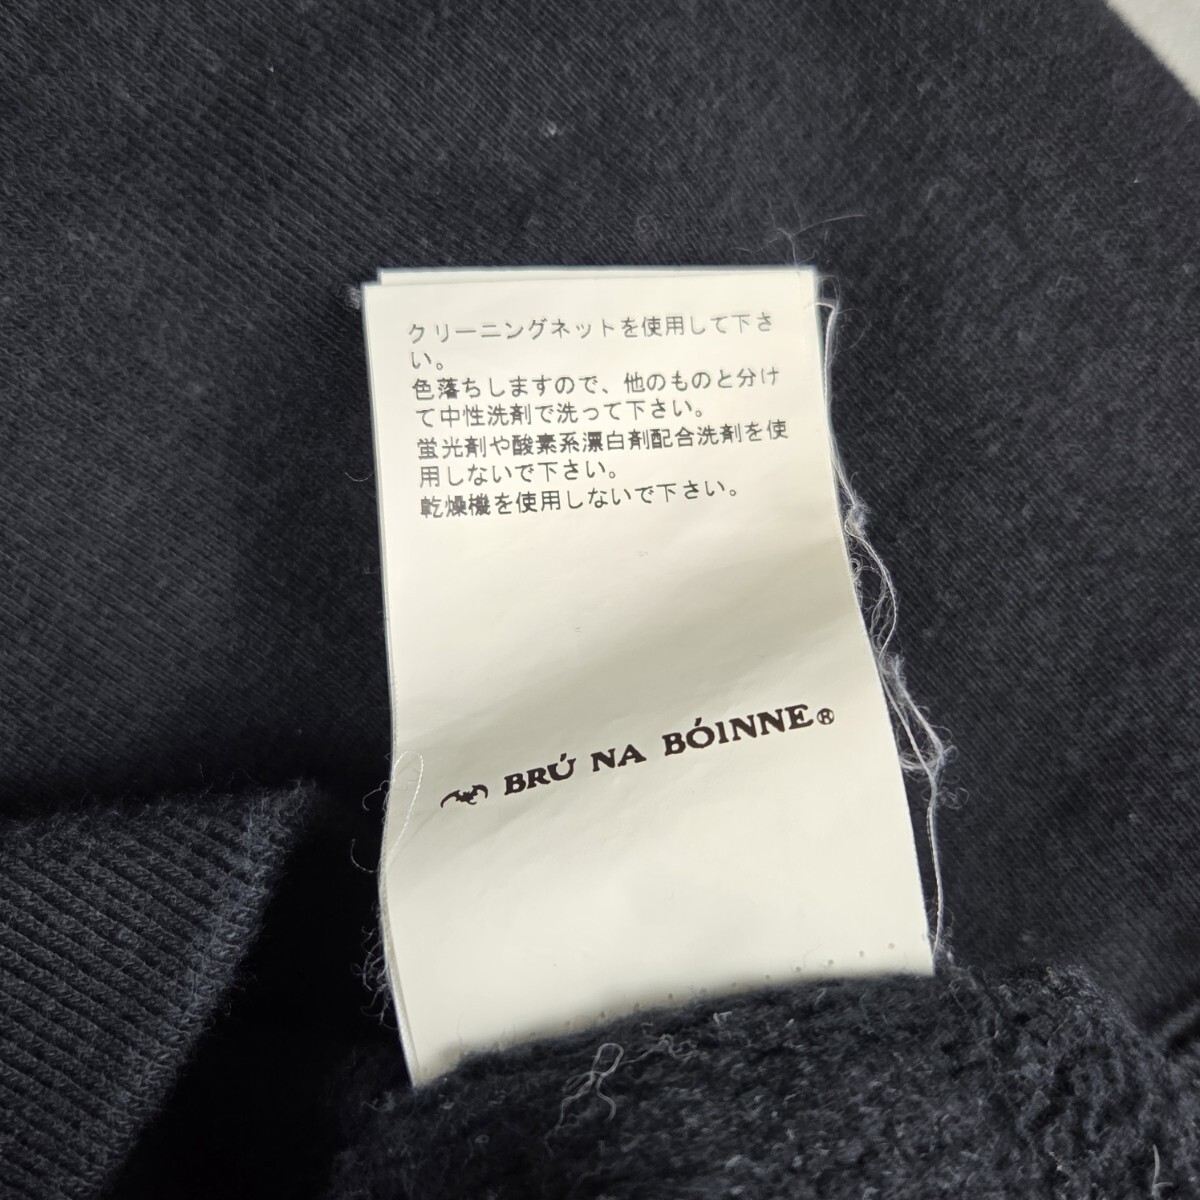 クリーニングネットを使用して下さ
い。
色落ちしますので、他のものと分け
て中性洗剤で洗って下さい。
蛍光剤や酸素系漂白剤配合洗剤を使
用しないで下さい。
乾燥機を使用しないで下さい。
BRÚ NA BÓINNE®